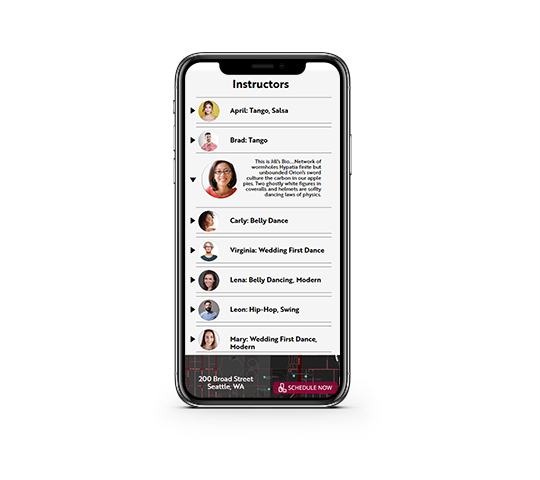 Instructors
April: Tango, Salsa
Brad: Tango
This is Jill's Bio....Network of
wormholes Hypatia finite but
unbounded Orion's sword
culture the carbon in our apple
pies. Two ghostly white figures in
coveralls and helmets are softly
dancing laws of physics.
Carly: Belly Dance
Virginia: Wedding First Dance
Lena: Belly Dancing, Modern
Leon: Hip-Hop, Swing
Mary: Wedding First Dance,
Modern
200 Broad Street
Seattle, WA
SCHEDULE NOW